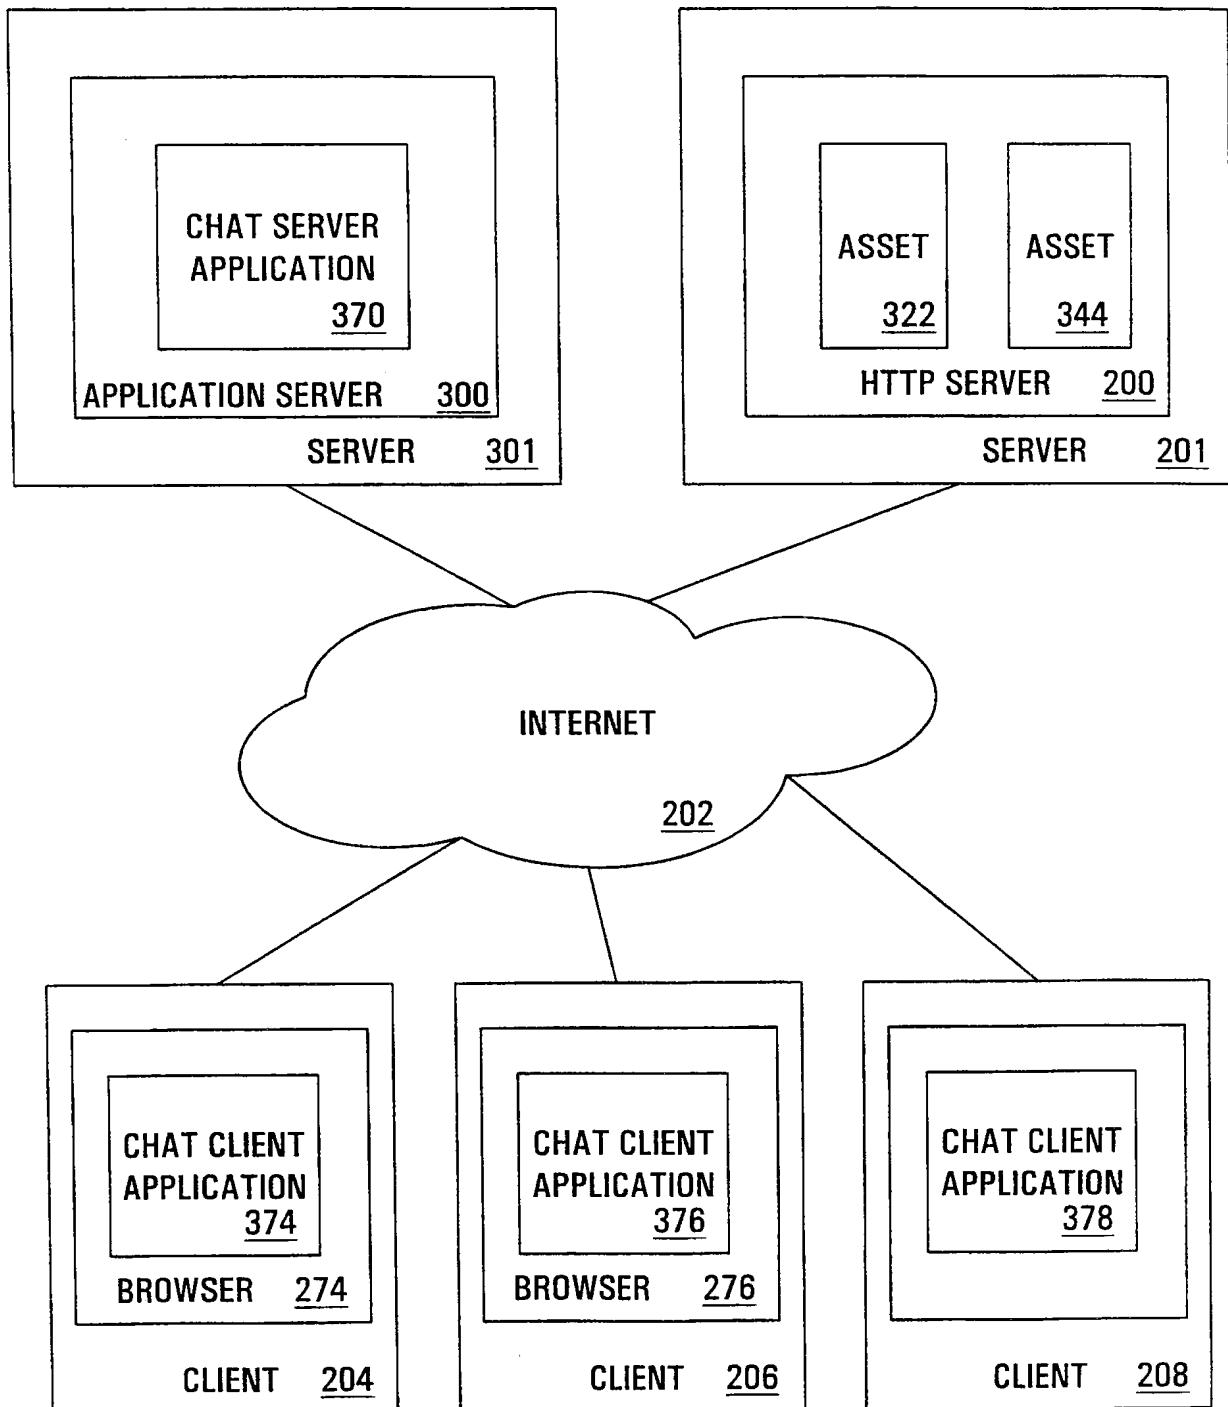 CHAT SERVER
APPLICATION
370
APPLICATION SERVER 300
SERVER 301
ASSET
322
ASSET
344
HTTP SERVER 200
SERVER 201
INTERNET
202
CHAT CLIENT
APPLICATION
374
BROWSER 274
CLIENT 204
CHAT CLIENT
APPLICATION
376
BROWSER 276
CLIENT 206
CHAT CLIENT
APPLICATION
378
CLIENT 208